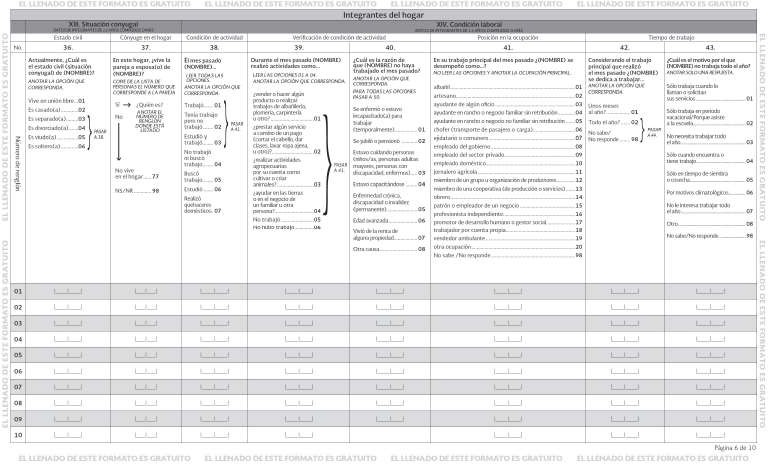 EL LLENADO DE ESTE FORMATO ES GRATUITO EL LLENADO DE ESTE FORMATO ES GRATUITO EL LLENADO DE ESTE FORMATO ES GRATUITO EL LLENADO DE ESTE FORMATO ES GRATUITO
Integrantes del hogar
XIII. Situación conyugal
XIV. Condición laboral
Estado civil
Cónyuge en el hogar
Condición de actividad
Verificación de condición de actividad
Posición en la ocupación
Tiempo de trabajo
No.
Número de renglón
36.
Actualmente, ¿Cuál es
el estado civil (situación
conyugal) de (NOMBRE)?
ANOTAR LA OPCIÓN QUE
CORRESPONDA.
Vive en unión libre..01
Es casado(a)..........02
Es separado(a).......03
Es divorciado(a).....04
Es viudo(a)............05
Es soltero(a)..........06
PASAR
A 38
37.
En este hogar, ¿vive la
pareja o esposo(a) de
(NOMBRE)?
COPIE DE LA LISTA DE
PERSONAS EL NÚMERO QUE
CORRESPONDE A LA PAREJA
Sí
¿Quién es?
ANOTAR EL
NÚMERO DE
RENGLÓN
DONDE ESTÁ
LISTADA
No
No vive
en el hogar.....77
NS/NR...........98
38.
El mes pasado
(NOMBRE)...
LEER TODAS LAS
OPCIONES.
ANOTAR LA OPCIÓN QUE
CORRESPONDA.
Trabajó......01
Tenía trabajo
pero no
trabajó......02
Estudió y
trabajó......03
No trabajó
ni buscó
trabajo......04
Buscó
trabajo......05
Estudió......06
Realizó
quehaceres
domésticos..07
PASAR
A 41
39.
Durante el mes pasado (NOMBRE)
realizó actividades como...
LEER LAS OPCIONES 01 A 04.
ANOTAR LA OPCIÓN QUE CORRESPONDA.
¿vender o hacer algún
producto o realizar
trabajos de albañilería,
plomería, carpintería
u otro?....................01
¿prestar algún servicio
a cambio de un pago
(cortar el cabello, dar
clases, lavar ropa ajena,
u otro)?...................02
¿realizar actividades
agropecuarias
por su cuenta como
cultivar o criar
animales?................03
¿ayudar en las tierras
o en el negocio de
un familiar u otra
persona?.................04
No trabajó...............05
No hubo trabajo........06
PASAR
A 41
40.
¿Cuál es la razón de
que (NOMBRE) no haya
trabajado el mes pasado?
ANOTAR LA OPCIÓN QUE
CORRESPONDA.
PARA TODAS LAS OPCIONES
PASAR A 50
Se enfermó o estuvo
incapacitado(a) para
trabajar
(temporalmente)..........01
Se jubiló o pensionó.......02
Estuvo cuidando personas
(niños/as, personas adultas
mayores, personas con
discapacidad, enfermos)..03
Estuvo capacitándose.....04
Enfermedad crónica,
discapacidad o invalidez
(permanente)...............05
Edad avanzada..............06
Vivió de la renta de
alguna propiedad...........07
Otra causa..................08
41.
En su trabajo principal del mes pasado ¿(NOMBRE) se
desempeñó como...?
NO LEER LAS OPCIONES Y ANOTAR LA OCUPACIÓN PRINCIPAL.
albañil....................01
artesano...................02
ayudante de algún oficio...................03
ayudante en rancho o negocio familiar sin retribución.....04
ayudante en rancho o negocio no familiar sin retribución....05
chofer (transporte de pasajeros o carga)...................06
ejidatario o comunero...................07
empleado del gobierno...................08
empleado del sector privado...................09
empleado doméstico...................10
jornalero agrícola...................11
miembro de un grupo u organización de productores.......12
miembro de una cooperativa (de producción o servicios)....13
obrero...................14
patrón o empleador de un negocio...................15
profesionista independiente...................16
promotor de desarrollo humano o gestor social.............17
trabajador por cuenta propia...................18
vendedor ambulante...................19
otra ocupación...................20
No sabe /No responde...................98
42.
Considerando el trabajo
principal que realizó
el mes pasado ¿(NOMBRE)
se dedica a trabajar...
ANOTAR LA OPCIÓN QUE
CORRESPONDA.
Unos meses
al año?..........01
Todo el año?....02
No sabe/
No responde.....98
PASAR
A 44
43.
¿Cuál es el motivo por el que
(NOMBRE) no trabaja todo el año?
ANOTAR SÓLO UNA RESPUESTA.
Sólo trabaja cuando lo
llaman o solicitan
sus servicios...................01
Sólo trabaja en periodo
vacacional/Porque asiste
a la escuela...................02
No necesita trabajar todo
el año...................03
Sólo cuando encuentra o
tiene trabajo...................04
Sólo en tiempo de siembra
o cosecha...................05
Por motivos climatológicos.......06
No le interesa trabajar todo
el año...................07
Otro...................08
No sabe/No responde..........98
01
02
03
04
05
06
07
08
09
10
Página 6 de 10
EL LLENADO DE ESTE FORMATO ES GRATUITO EL LLENADO DE ESTE FORMATO ES GRATUITO EL LLENADO DE ESTE FORMATO ES GRATUITO EL LLENADO DE ESTE FORMATO ES GRATUITO
EL LLENADO DE ESTE FORMATO ES GRATUITO EL LLENADO DE ESTE FORMATO ES GRATUITO
EL LLENADO DE ESTE FORMATO ES GRATUITO EL LLENADO DE ESTE FORMATO ES GRATUITO